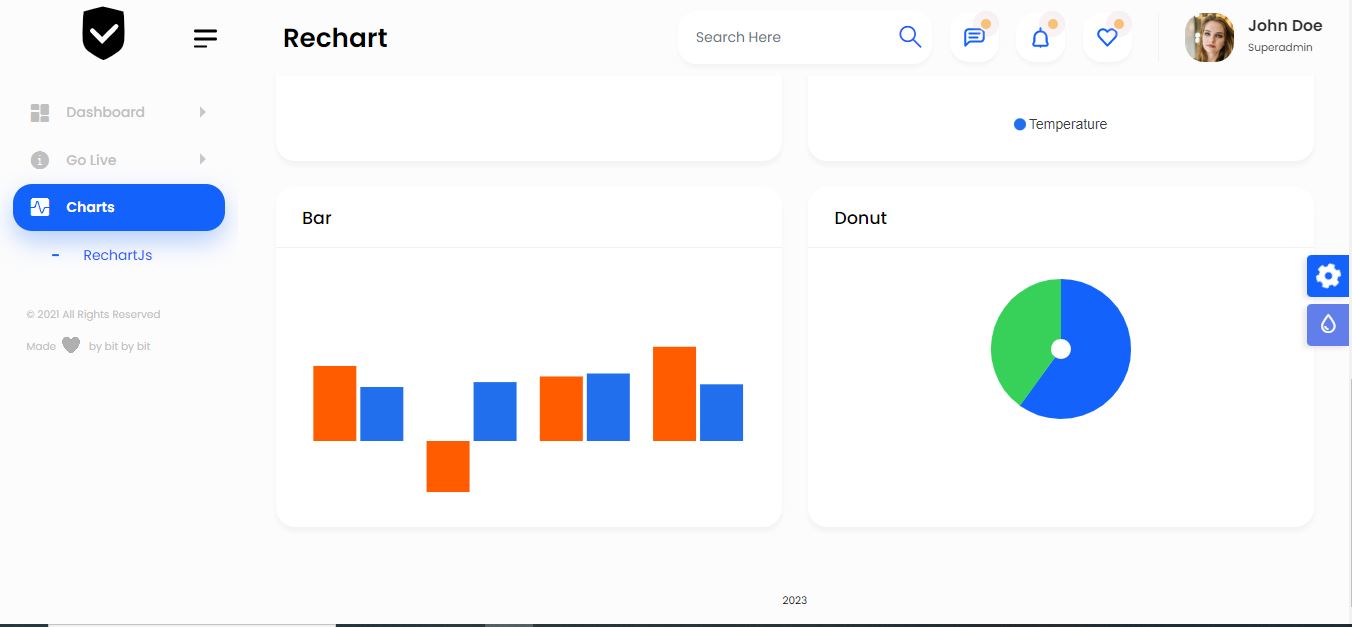 Rechart
Search Here
John Doe
Superadmin
Dashboard
Go Live
Charts
RechartJs
© 2021 All Rights Reserved
Made by bit by bit
Temperature
Bar
Donut
2023